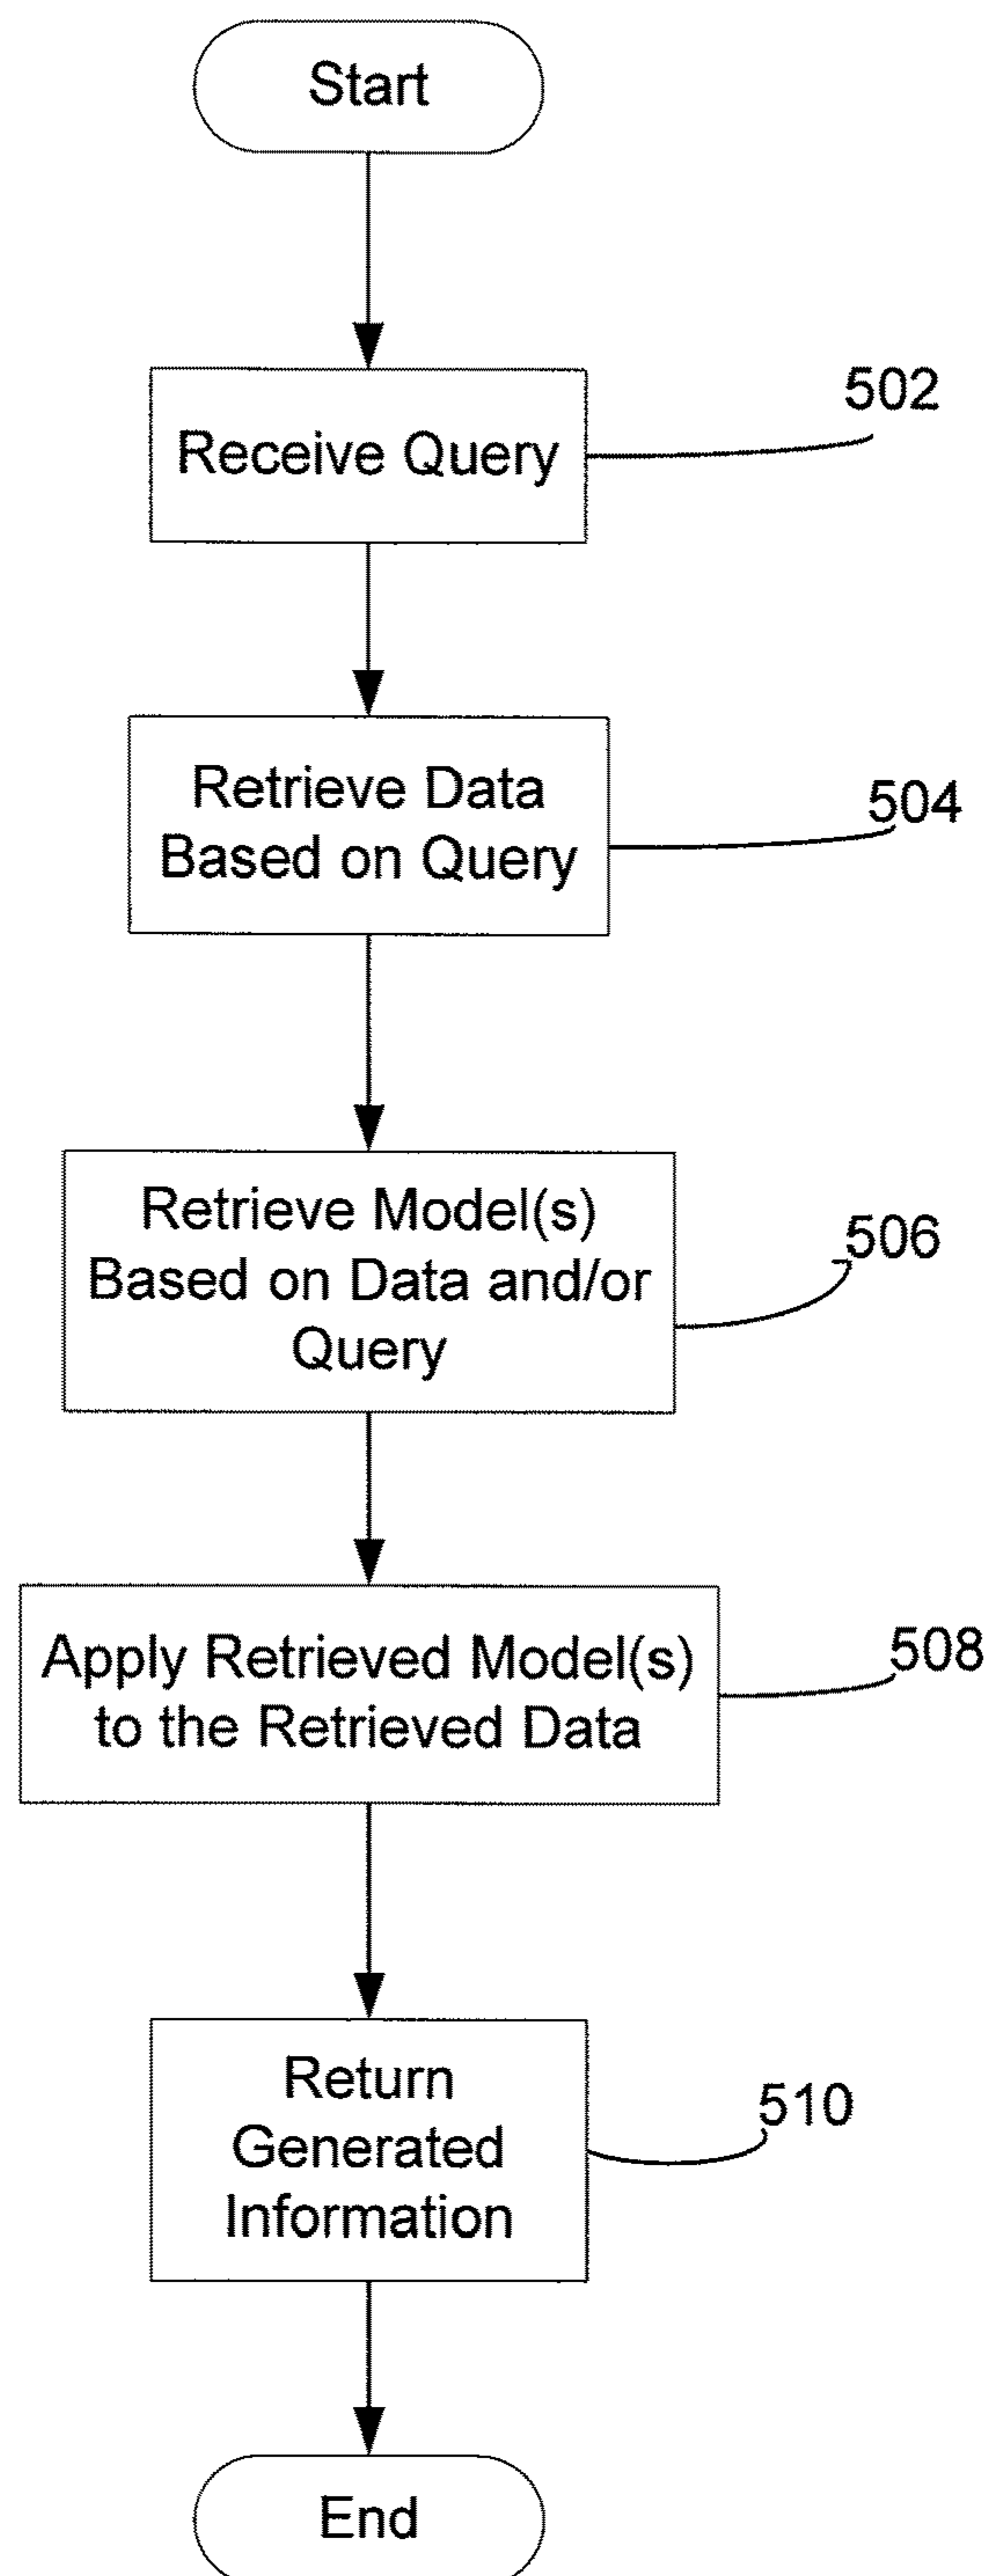 Start
502
Receive Query
504
Retrieve Data
Based on Query
506
Retrieve Model(s)
Based on Data and/or
Query
508
Apply Retrieved Model(s)
to the Retrieved Data
510
Return
Generated
Information
End